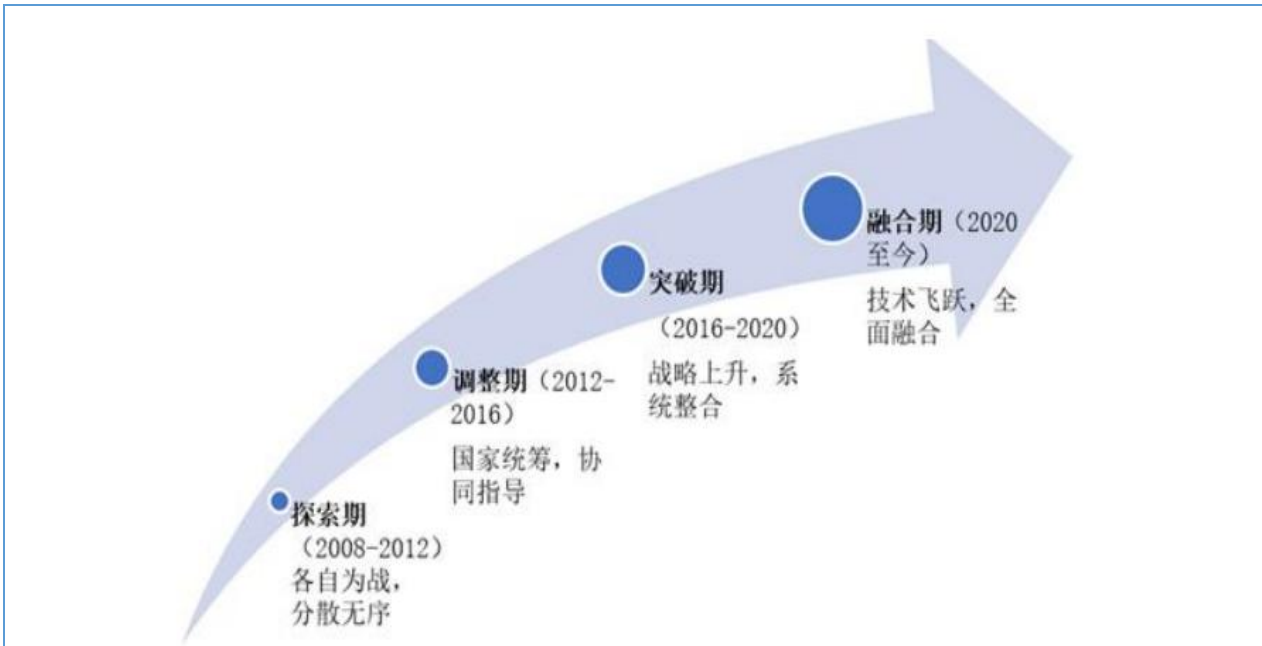 探索期
（2008-2012）
各自为战，
分散无序
调整期（2012-
2016）
国家统筹，协
同指导
突破期
（2016-2020）
战略上升，系
统整合
融合期（2020
至今）
技术飞跃，全
面融合